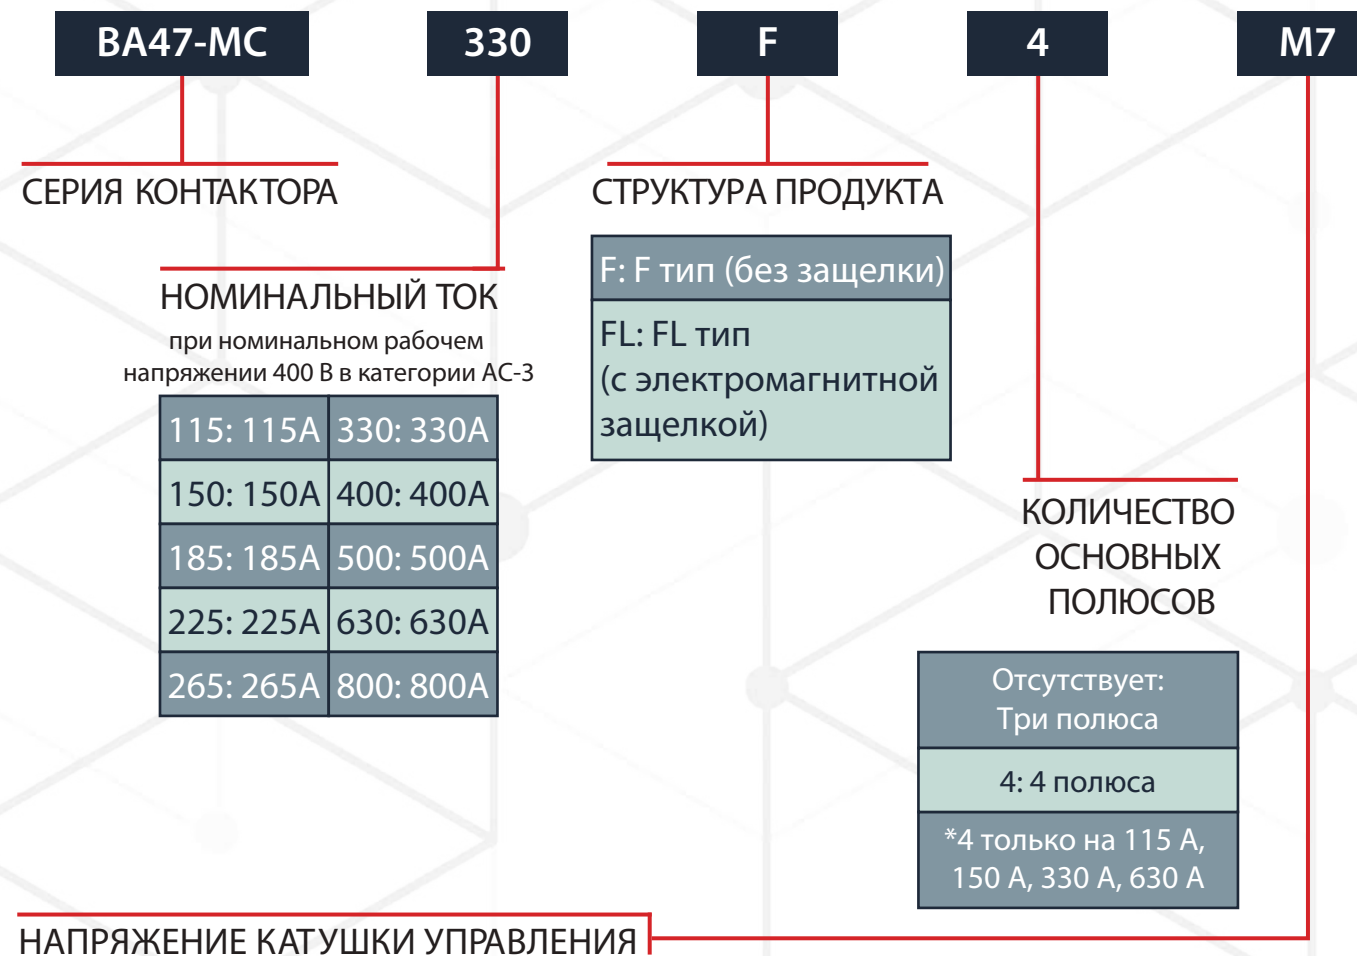 ВА47-МС 330 F 4 M7
СЕРИЯ КОНТАКТОРА
НОМИНАЛЬНЫЙ ТОК
при номинальном рабочем
напряжении 400 В в категории АС-3
115: 115А 330: 330А
150: 150А 400: 400А
185: 185А 500: 500А
225: 225А 630: 630А
265: 265А 800: 800А
СТРУКТУРА ПРОДУКТА
F: F тип (без защелки)
FL: FL тип
(с электромагнитной
защелкой)
КОЛИЧЕСТВО
ОСНОВНЫХ
ПОЛЮСОВ
Отсутствует:
Три полюса
4: 4 полюса
*4 только на 115 А,
150 А, 330 А, 630 А
НАПРЯЖЕНИЕ КАТУШКИ УПРАВЛЕНИЯ